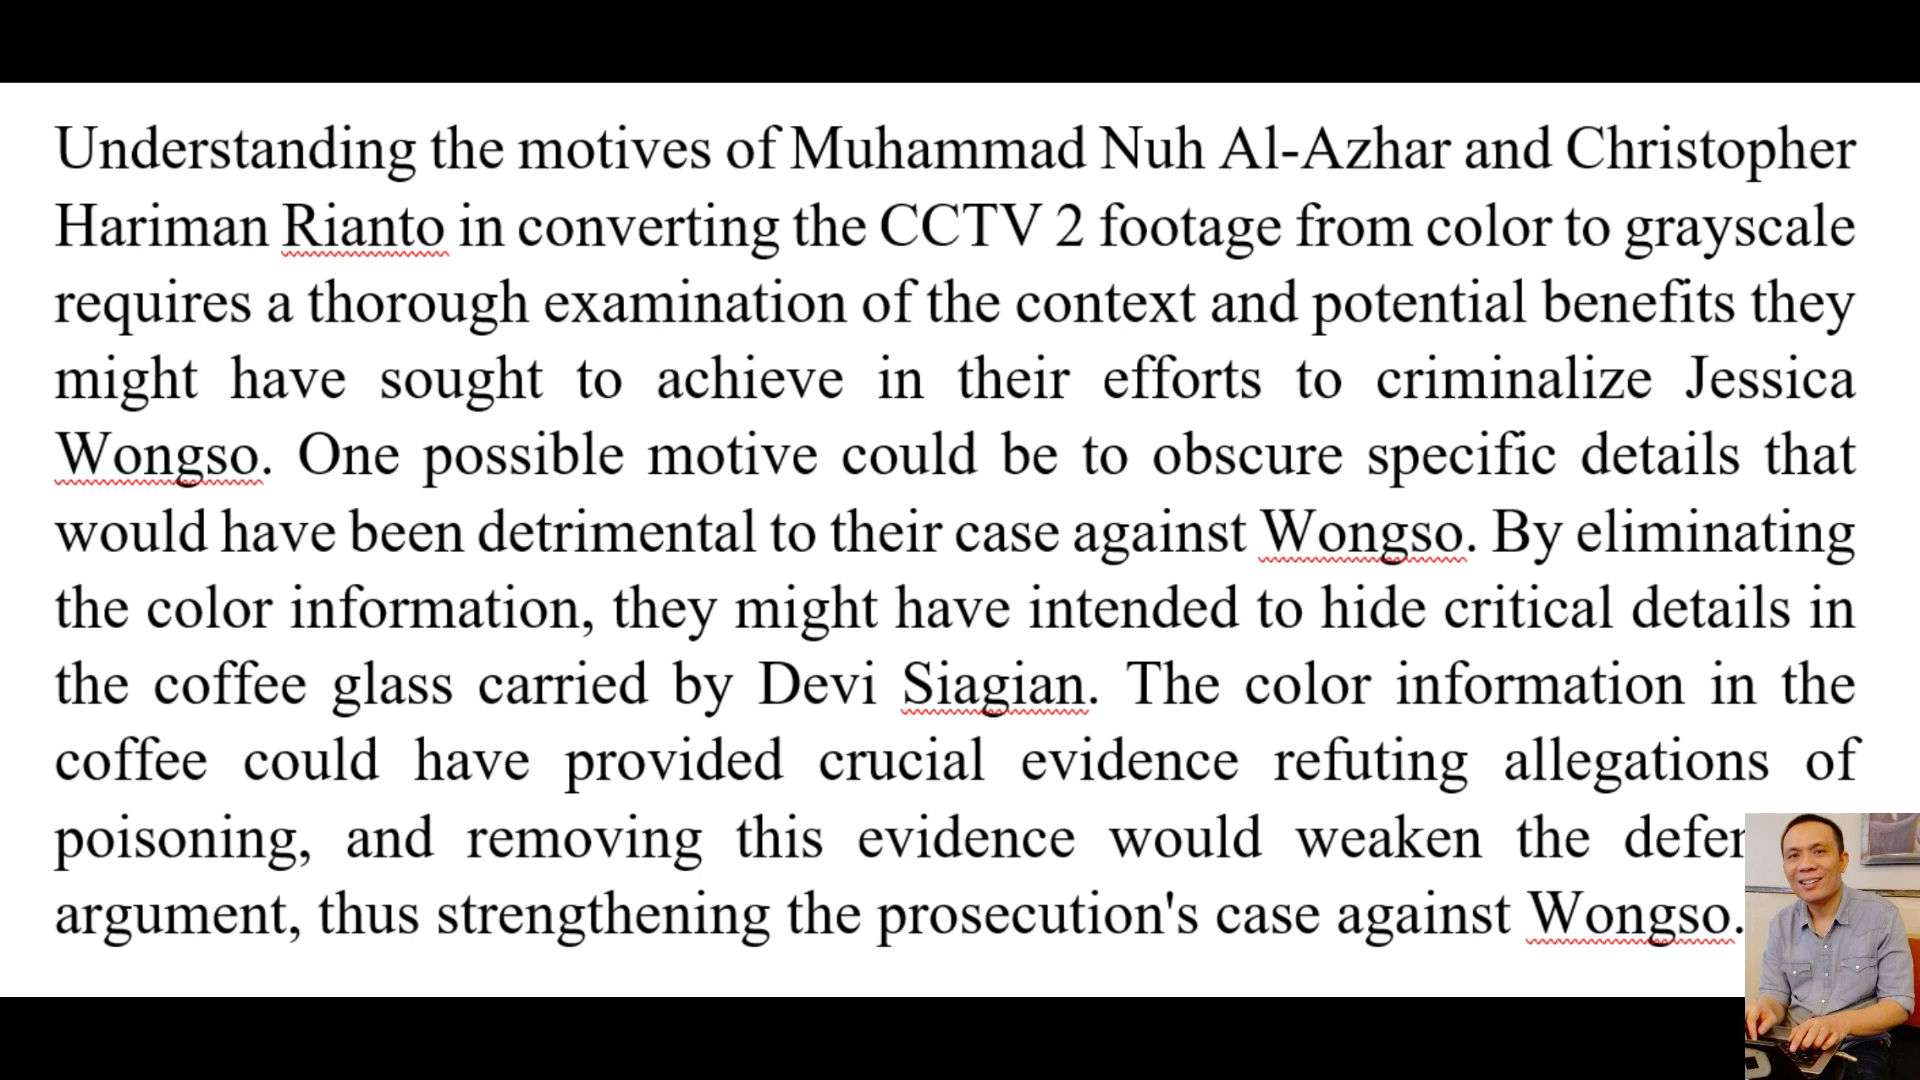 Understanding the motives of Muhammad Nuh Al-Azhar and Christopher
Hariman Rianto in converting the CCTV 2 footage from color to grayscale
requires a thorough examination of the context and potential benefits they
might have sought to achieve in their efforts to criminalize Jessica
Wongso. One possible motive could be to obscure specific details that
would have been detrimental to their case against Wongso. By eliminating
the color information, they might have intended to hide critical details in
the coffee glass carried by Devi Siagian. The color information in the
coffee could have provided crucial evidence refuting allegations of
poisoning, and removing this evidence would weaken the
argument, thus strengthening the prosecution's case against Wongso.